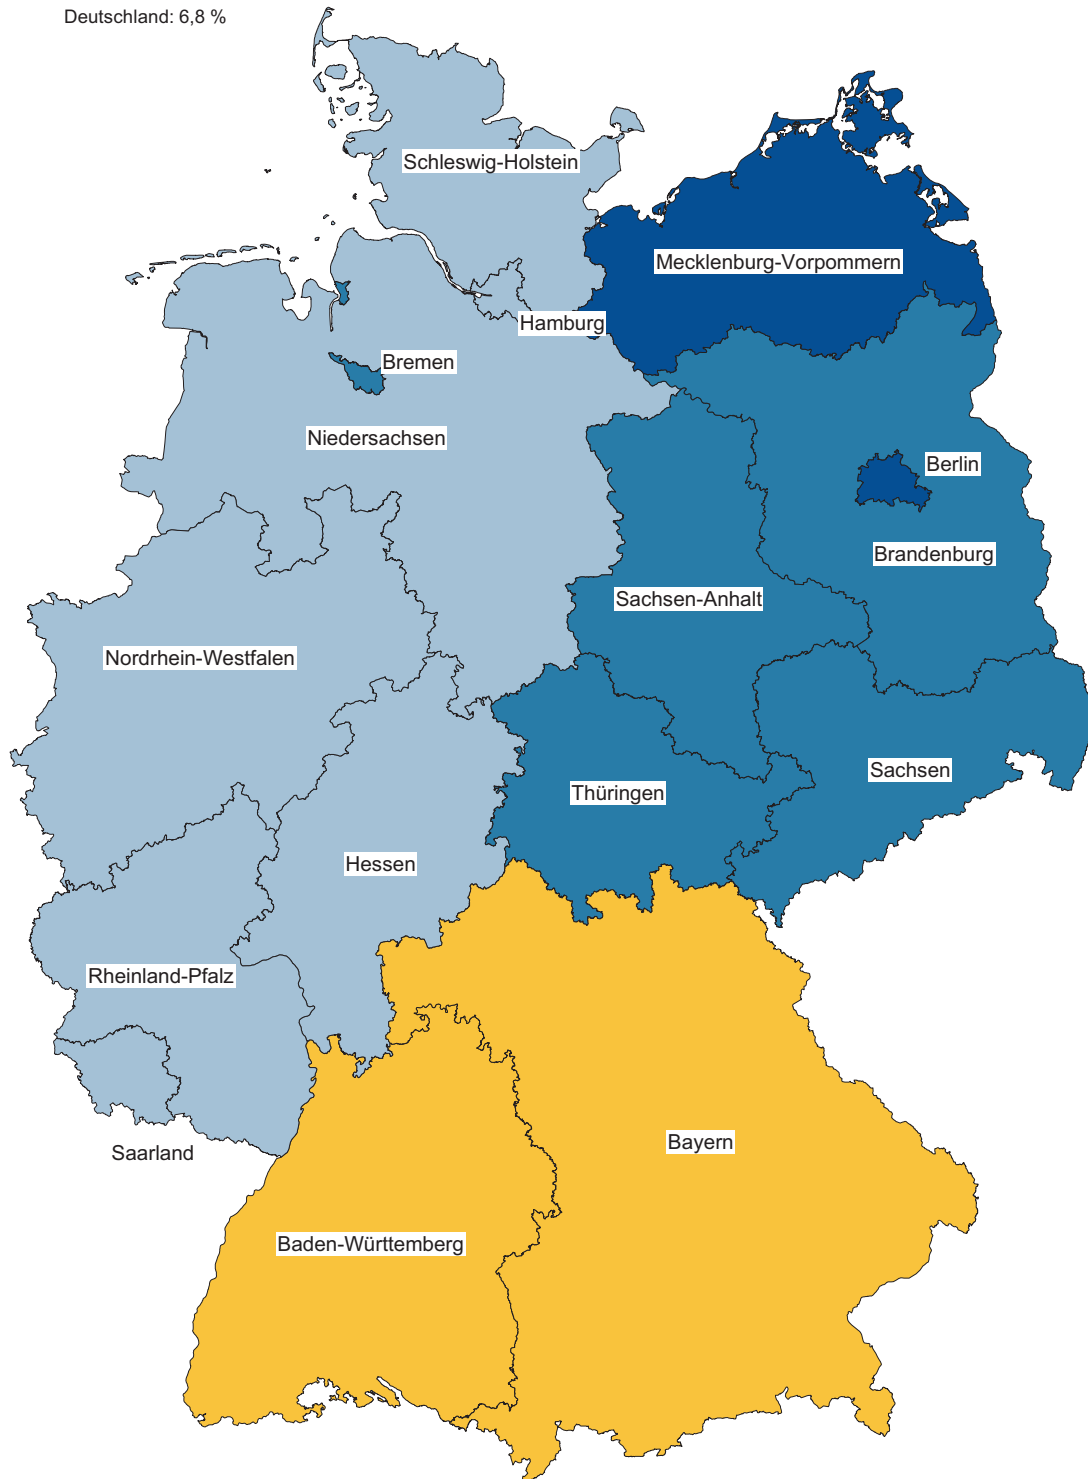 Deutschland: 6,8 %
Schleswig-Holstein
Mecklenburg-Vorpommern
Hamburg
Bremen
Niedersachsen
Berlin
Brandenburg
Sachsen-Anhalt
Nordrhein-Westfalen
Sachsen
Thüringen
Hessen
Rheinland-Pfalz
Bayern
Saarland
Baden-Württemberg